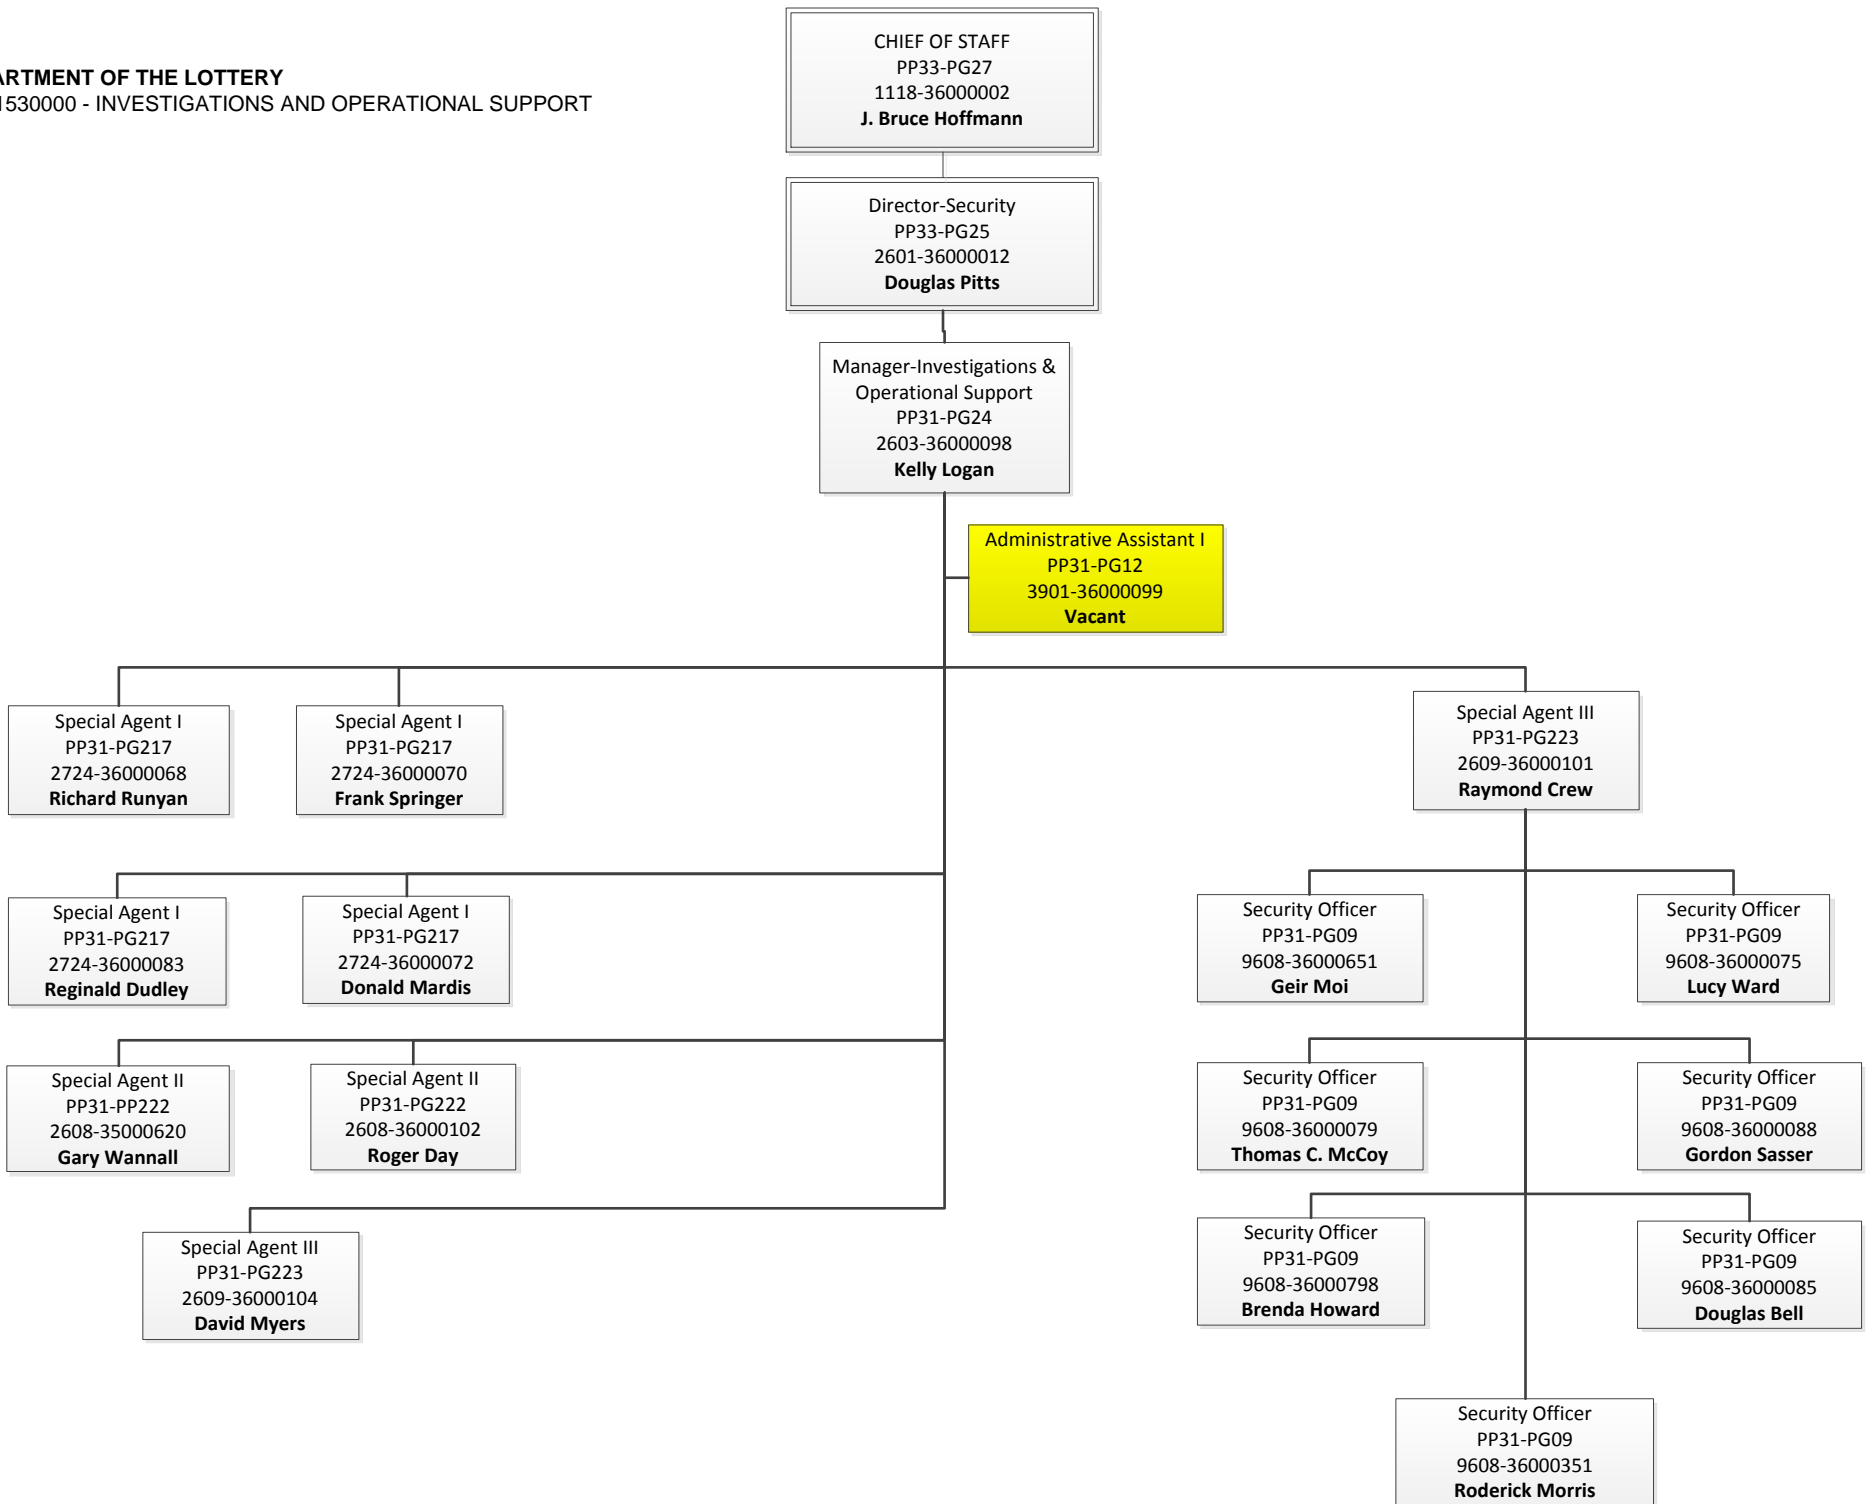 ARTMENT OF THE LOTTERY
1530000 - INVESTIGATIONS AND OPERATIONAL SUPPORT
CHIEF OF STAFF
PP33-PG27
1118-36000002
J. Bruce Hoffmann
Director-Security
PP33-PG25
2601-36000012
Douglas Pitts
Manager-Investigations &
Operational Support
PP31-PG24
2603-36000098
Kelly Logan
Administrative Assistant I
PP31-PG12
3901-36000099
Vacant
Special Agent I
PP31-PG217
2724-36000068
Richard Runyan
Special Agent I
PP31-PG217
2724-36000070
Frank Springer
Special Agent III
PP31-PG223
2609-36000101
Raymond Crew
Special Agent I
PP31-PG217
2724-36000083
Reginald Dudley
Special Agent I
PP31-PG217
2724-36000072
Donald Mardis
Security Officer
PP31-PG09
9608-36000651
Geir Moi
Security Officer
PP31-PG09
9608-36000075
Lucy Ward
Special Agent II
PP31-PP222
2608-35000620
Gary Wannall
Special Agent II
PP31-PG222
2608-36000102
Roger Day
Security Officer
PP31-PG09
9608-36000079
Thomas C. McCoy
Security Officer
PP31-PG09
9608-36000088
Gordon Sasser
Special Agent III
PP31-PG223
2609-36000104
David Myers
Security Officer
PP31-PG09
9608-36000798
Brenda Howard
Security Officer
PP31-PG09
9608-36000085
Douglas Bell
Security Officer
PP31-PG09
9608-36000351
Roderick Morris